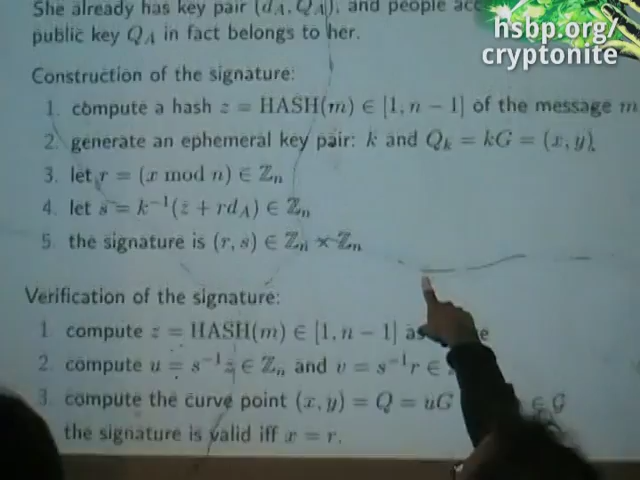 She already has key pair (d_A, Q_A), and people acc
public key Q_A in fact belongs to her.
hsbp.org/
cryptonite
Construction of the signature:
1. compute a hash z = HASH(m) ∈ [1, n − 1] of the message m
2. generate an ephemeral key pair: k and Q_k = kG = (x, y)
3. let r = (x mod n) ∈ ℤ_n
4. let s = k⁻¹(z + rd_A) ∈ ℤ_n
5. the signature is (r, s) ∈ ℤ_n × ℤ_n
Verification of the signature:
1. compute z = HASH(m) ∈ [1, n − 1] as
2. compute u = s⁻¹z ∈ ℤ_n and v = s⁻¹r ∈
3. compute the curve point (x, y) = Q = uG ∈ G
the signature is valid iff x = r.